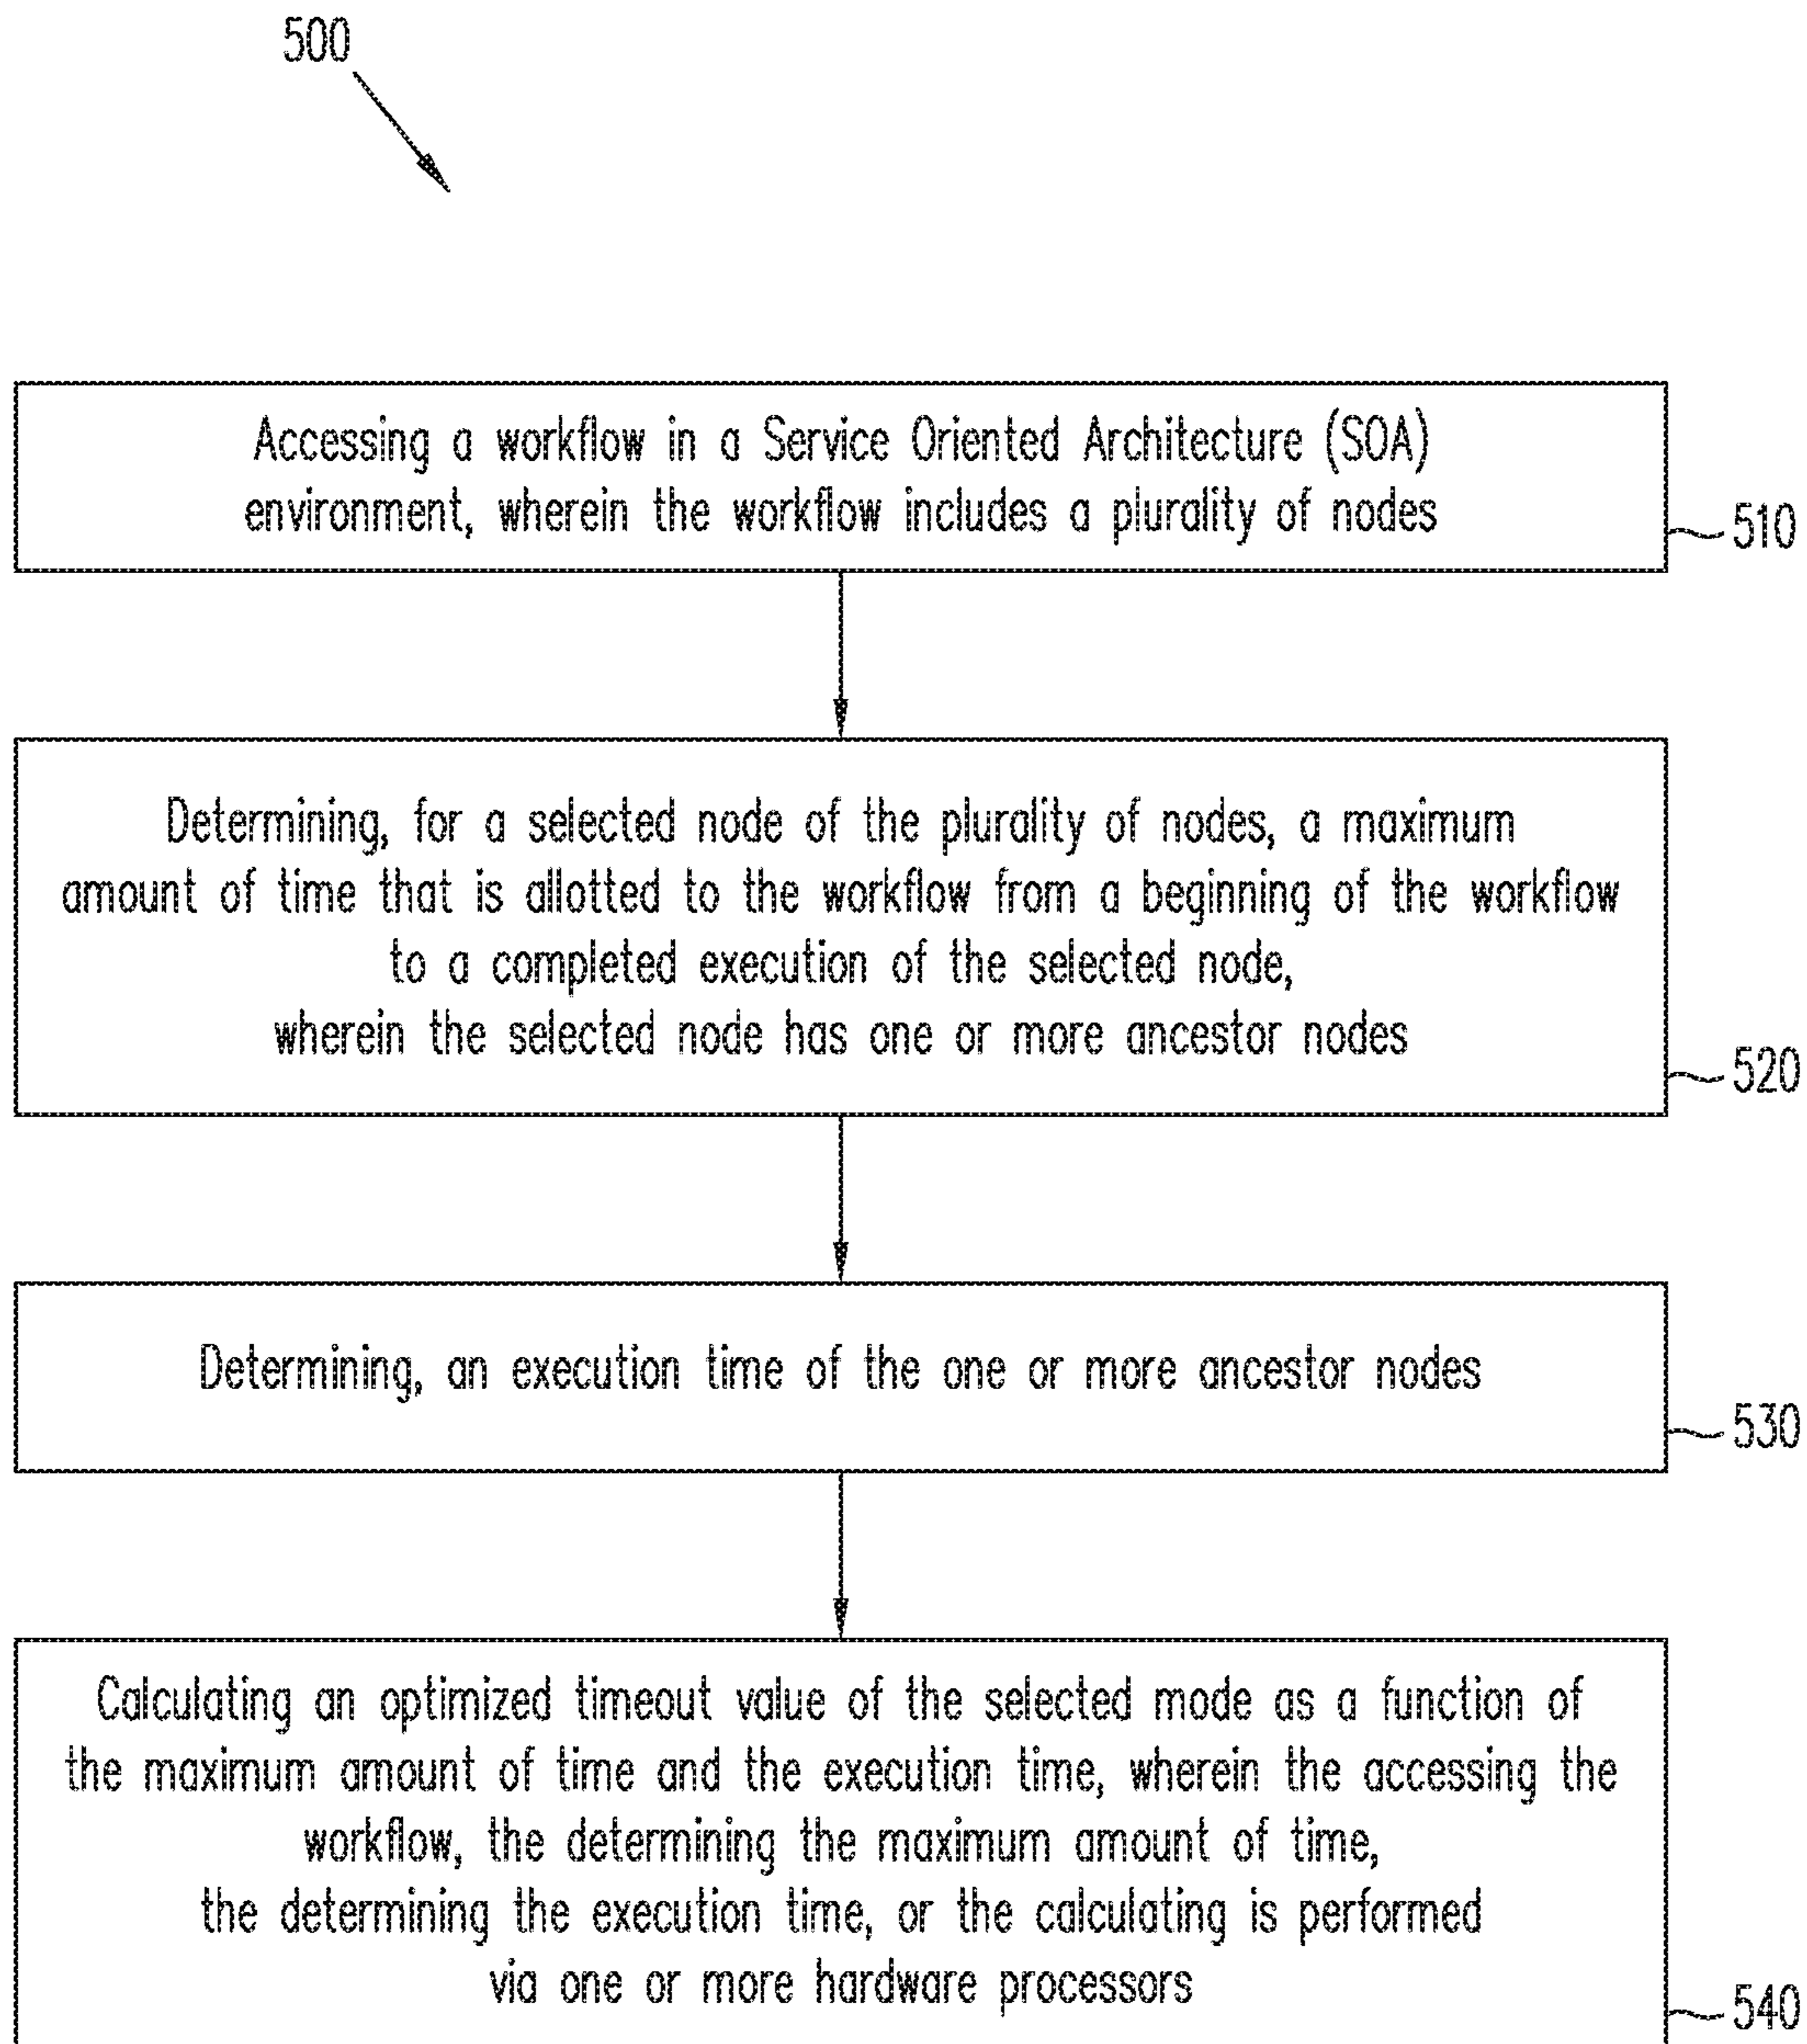 500
Accessing a workflow in a Service Oriented Architecture (SOA)
environment, wherein the workflow includes a plurality of nodes
510
Determining, for a selected node of the plurality of nodes, a maximum
amount of time that is allotted to the workflow from a beginning of the workflow
to a completed execution of the selected node,
wherein the selected node has one or more ancestor nodes
520
Determining, an execution time of the one or more ancestor nodes
530
Calculating an optimized timeout value of the selected mode as a function of
the maximum amount of time and the execution time, wherein the accessing the
workflow, the determining the maximum amount of time,
the determining the execution time, or the calculating is performed
via one or more hardware processors
540